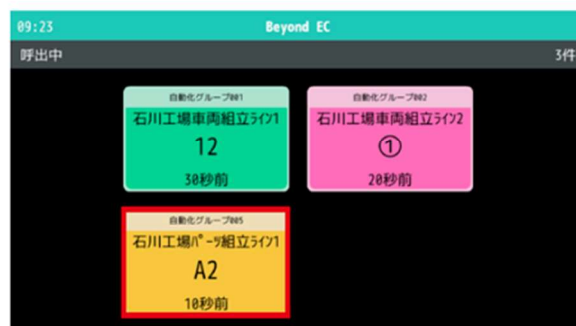 09:23
Beyond EC
呼出中
3件
自動化グループ001
石川工場車両組立ﾗｲﾝ1
12
30秒前
自動化グループ002
石川工場車両組立ﾗｲﾝ2
①
20秒前
自動化グループ005
石川工場ﾊﾟｰﾂ組立ﾗｲﾝ1
A2
10秒前